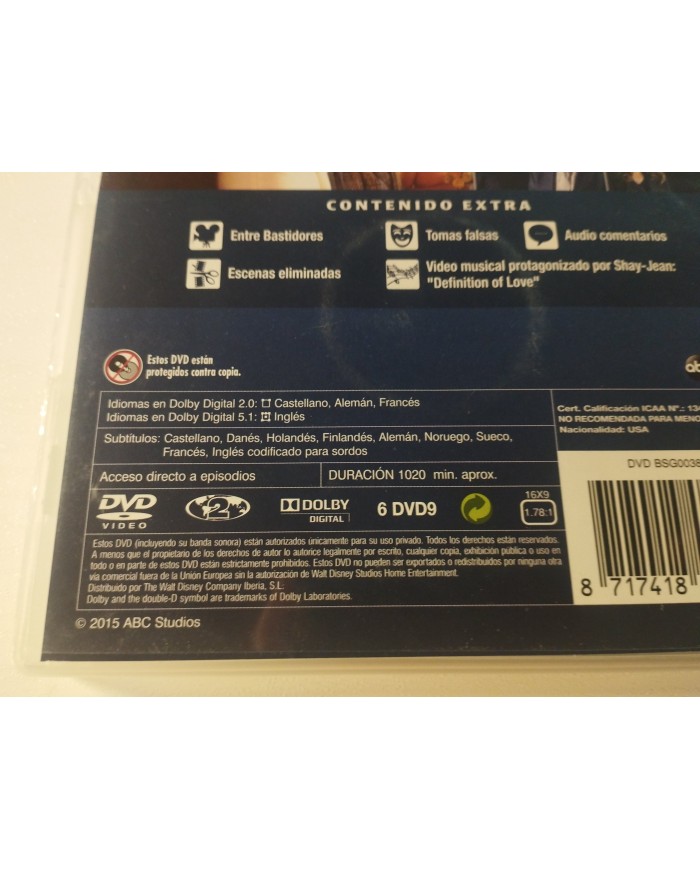 CONTENIDO EXTRA
Entre Bastidores
Tomas falsas
Audio comentarios
Escenas eliminadas
Video musical protagonizado por Shay-Jean:
"Definition of Love"
Estos DVD están
protegidos contra copia.
Idiomas en Dolby Digital 2.0: Castellano, Alemán, Francés
Idiomas en Dolby Digital 5.1: Inglés
Subtítulos: Castellano, Danés, Holandés, Finlandés, Alemán, Noruego, Sueco,
Francés, Inglés codificado para sordos
Acceso directo a episodios
DURACIÓN 1020 min. aprox.
Cert. Calificación ICAA Nº.: 13
NO RECOMENDADA PARA MENO
Nacionalidad: USA
DVD BSG0036
DVD
VIDEO
2
DOLBY
DIGITAL
6 DVD9
16X9
1.78:1
Estos DVD (incluyendo su banda sonora) están autorizados únicamente para su uso privado. Todos los derechos están reservados.
A menos que el propietario de los derechos de autor lo autorice legalmente por escrito, cualquier copia, exhibición pública o uso en
todo o en parte de estos DVD están estrictamente prohibidos. Estos DVD no pueden ser exportados o redistribuidos por ninguna otra
vía comercial fuera de la Unión Europea sin la autorización de Walt Disney Studios Home Entertainment.
Distribuido por The Walt Disney Company Iberia, S.L.
Dolby and the double-D symbol are trademarks of Dolby Laboratories.
8 717418
© 2015 ABC Studios